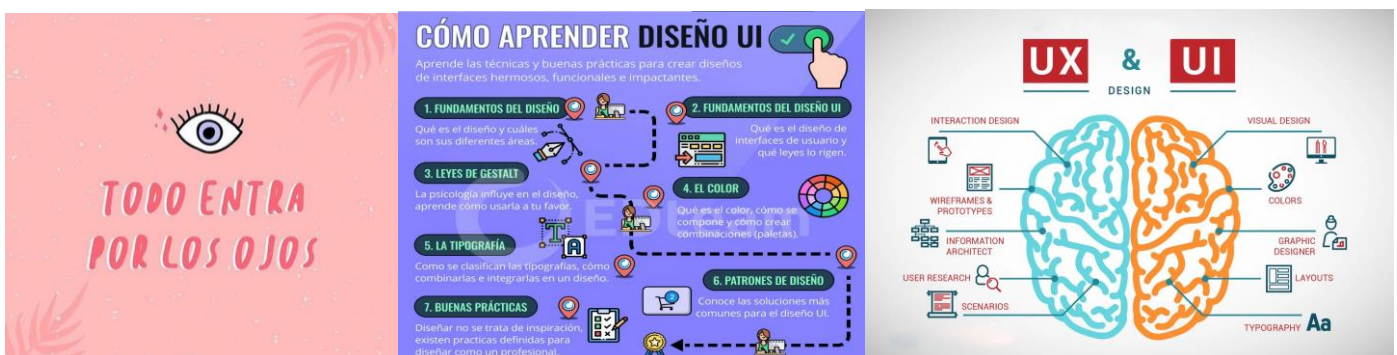 TODO ENTRA
POR LOS OJOS
CÓMO APRENDER DISEÑO UI
Aprende las técnicas y buenas prácticas para crear diseños
de interfaces hermosos, funcionales e impactantes.
1. FUNDAMENTOS DEL DISEÑO
Qué es el diseño y cuáles
son sus diferentes áreas.
2. FUNDAMENTOS DEL DISEÑO UI
Qué es el diseño de
interfaces de usuario y
qué leyes lo rigen.
3. LEYES DE GESTALT
La psicología influye en el diseño,
aprende cómo usarla a tu favor.
4. EL COLOR
Qué es el color, cómo se
compone y cómo crear
combinaciones (paletas).
5. LA TIPOGRAFÍA
Como se clasifican las tipografías, cómo
combinarlas e integrarlas en un diseño.
6. PATRONES DE DISEÑO
Conoce las soluciones más
comunes para el diseño UI.
7. BUENAS PRÁCTICAS
Diseñar no se trata de inspiración,
existen practicas definidas para
diseñar como un profesional.
UX & UI
DESIGN
INTERACTION DESIGN
WIREFRAMES &
PROTOTYPES
INFORMATION
ARCHITECT
USER RESEARCH
SCENARIOS
VISUAL DESIGN
COLORS
GRAPHIC
DESIGNER
LAYOUTS
TYPOGRAPHY Aa